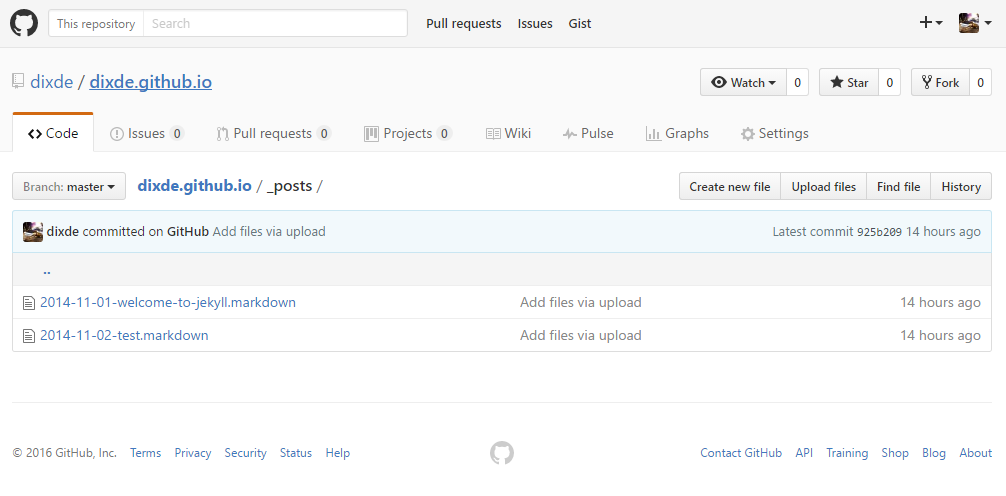 This repository Search Pull requests Issues Gist
dixde / dixde.github.io Watch 0 Star 0 Fork 0
Code Issues 0 Pull requests 0 Projects 0 Wiki Pulse Graphs Settings
Branch: master dixde.github.io / _posts / Create new file Upload files Find file History
dixde committed on GitHub Add files via upload Latest commit 925b209 14 hours ago
..
2014-11-01-welcome-to-jekyll.markdown Add files via upload 14 hours ago
2014-11-02-test.markdown Add files via upload 14 hours ago
© 2016 GitHub, Inc. Terms Privacy Security Status Help Contact GitHub API Training Shop Blog About